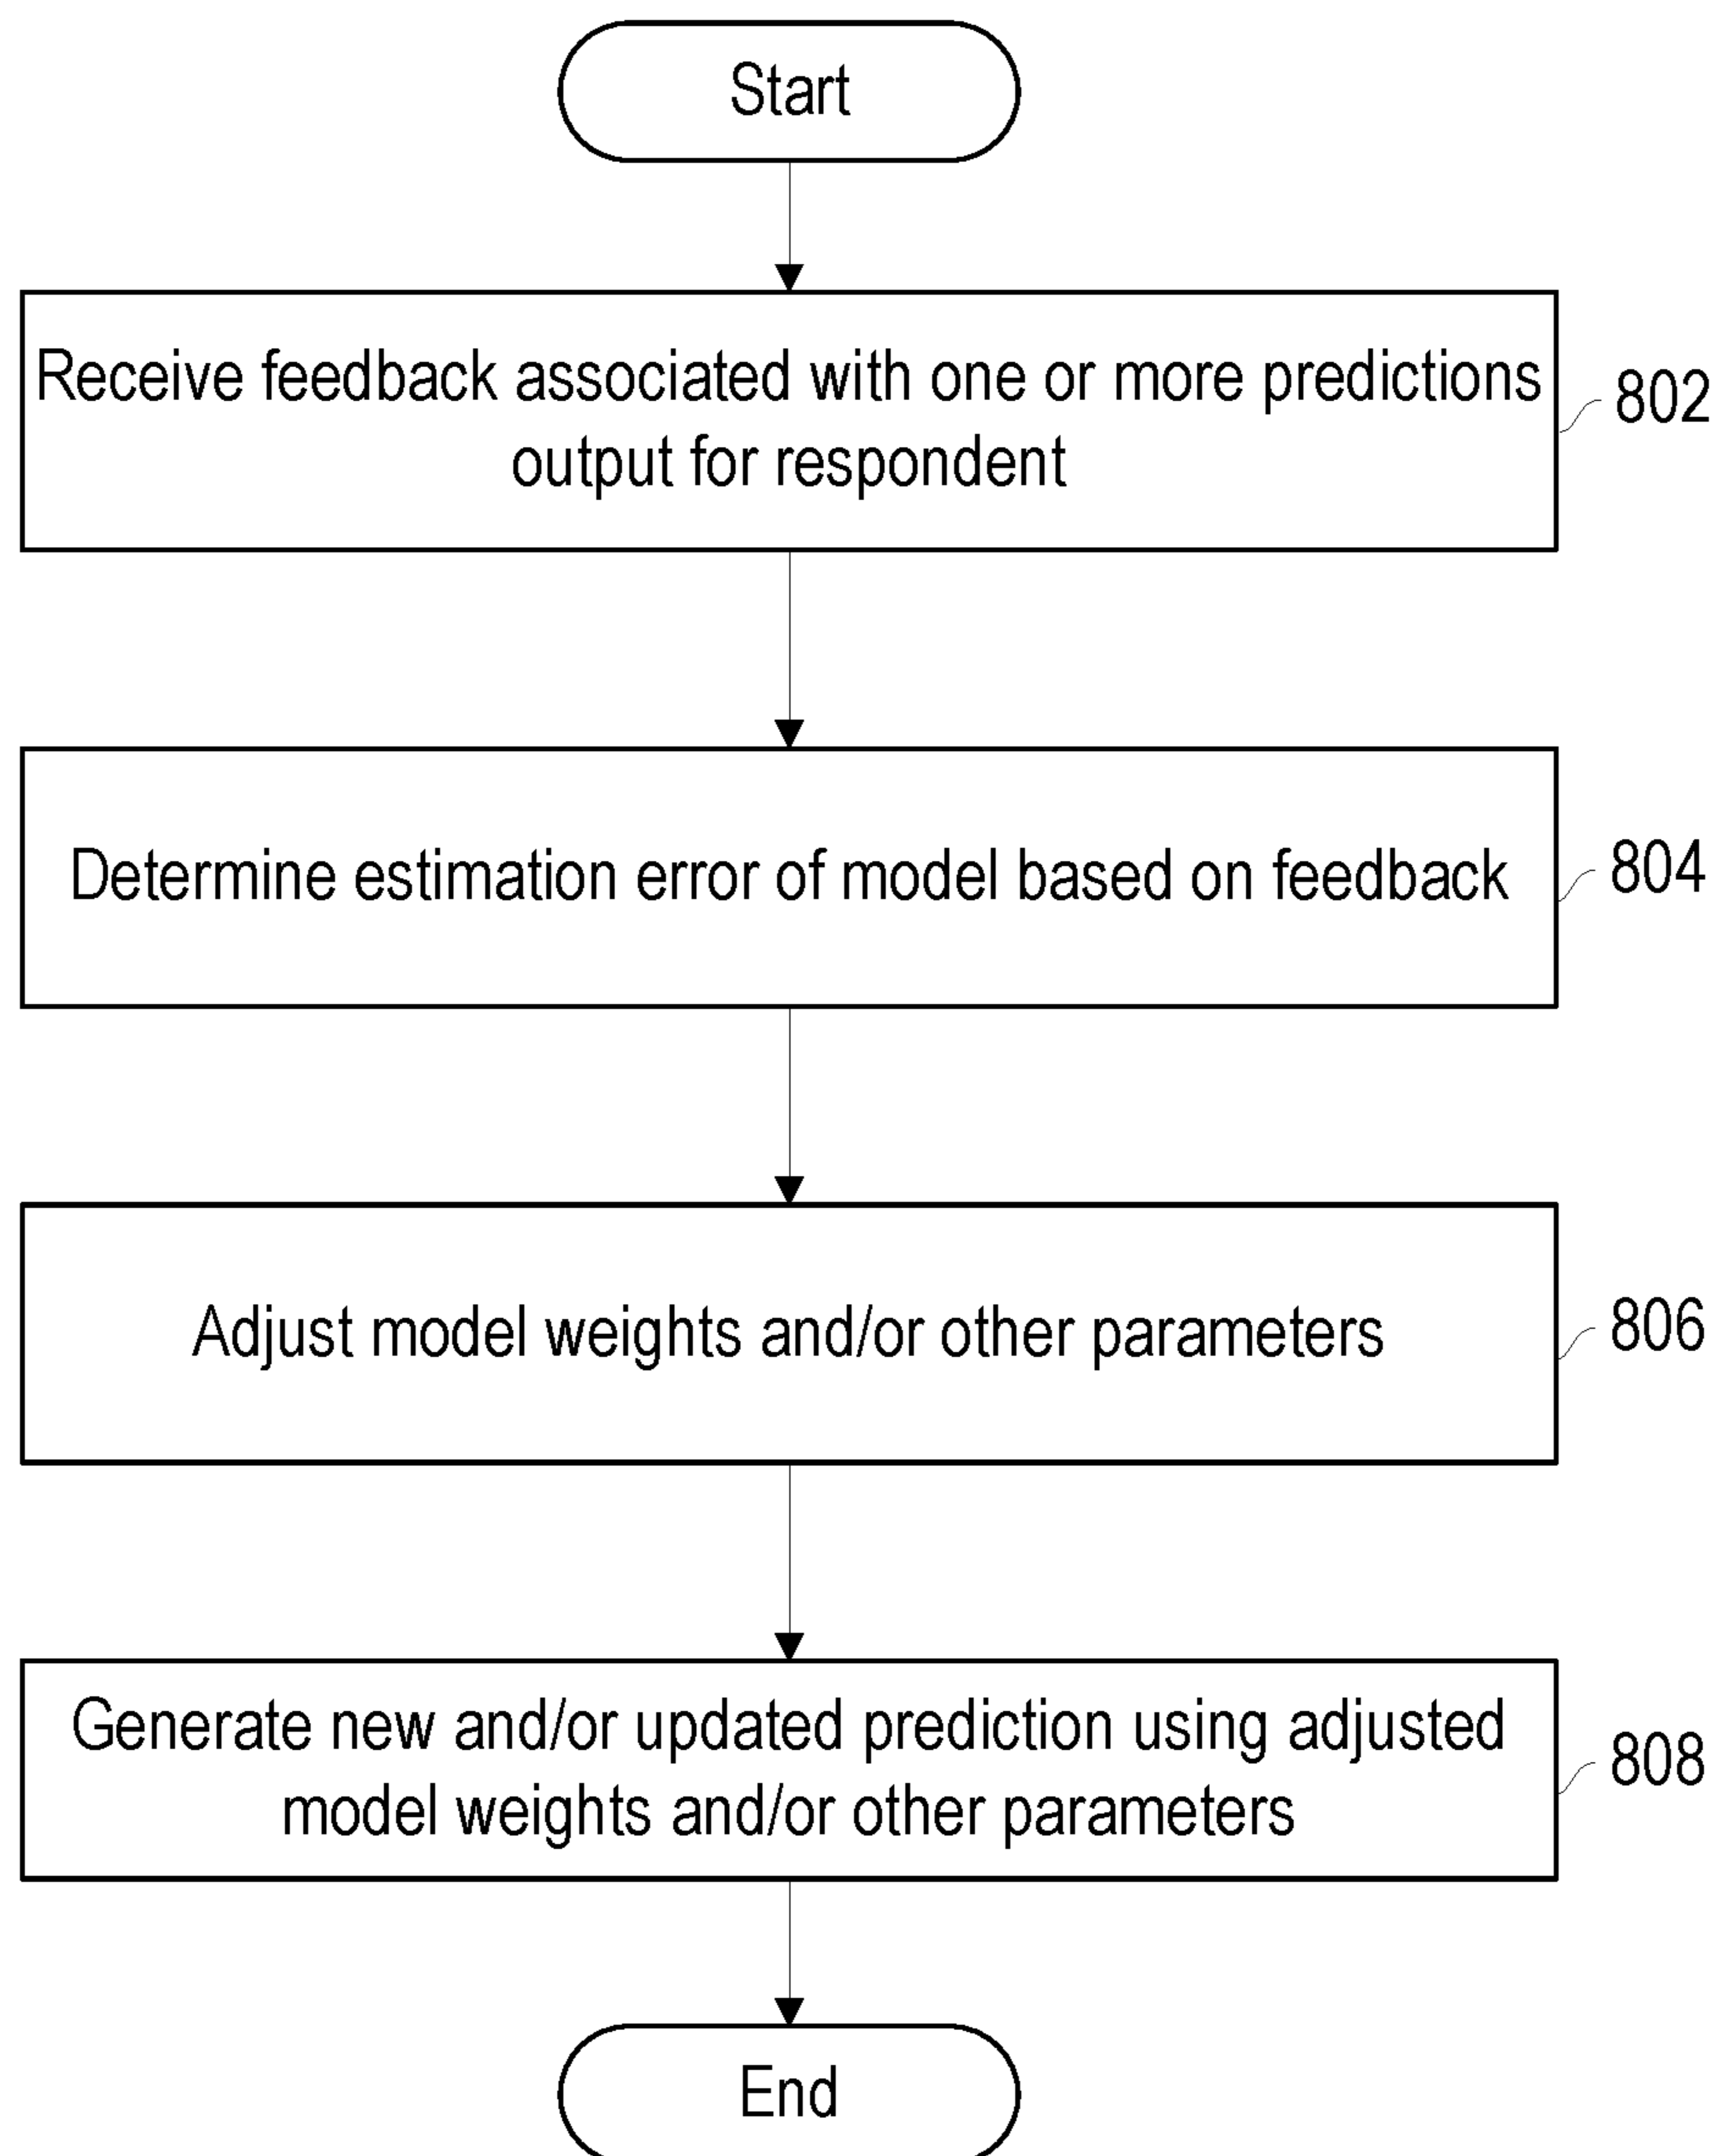 Start
Receive feedback associated with one or more predictions
output for respondent
802
Determine estimation error of model based on feedback
804
Adjust model weights and/or other parameters
806
Generate new and/or updated prediction using adjusted
model weights and/or other parameters
808
End